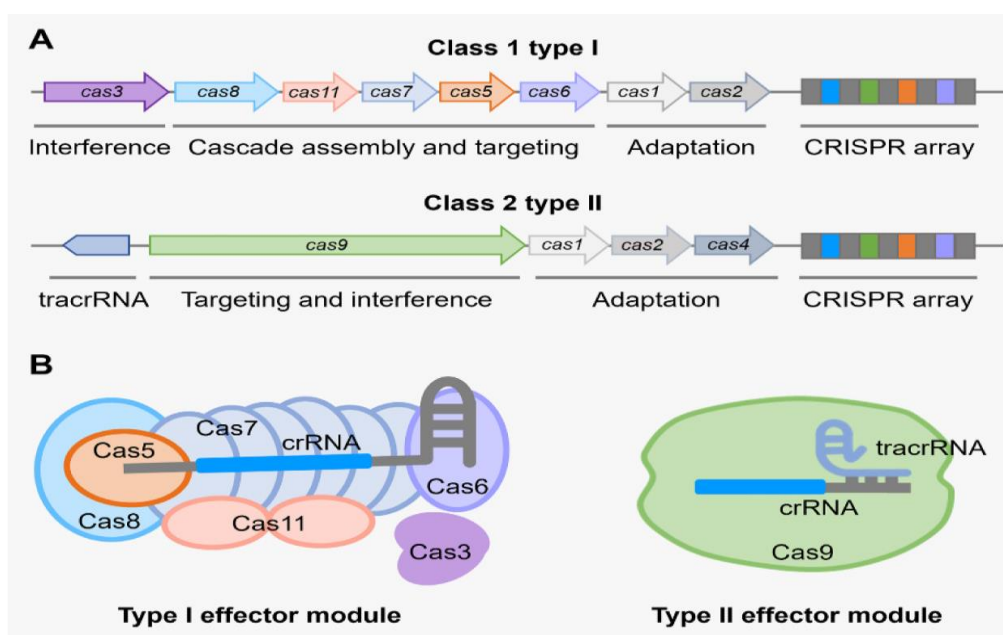 A
Class 1 type I
cas3 cas8 cas11 cas7 cas5 cas6 cas1 cas2
Interference Cascade assembly and targeting Adaptation CRISPR array
Class 2 type II
cas9 cas1 cas2 cas4
tracrRNA Targeting and interference Adaptation CRISPR array
B
Cas7
crRNA
Cas5
Cas6
Cas8
Cas11
Cas3
Type I effector module
tracrRNA
crRNA
Cas9
Type II effector module